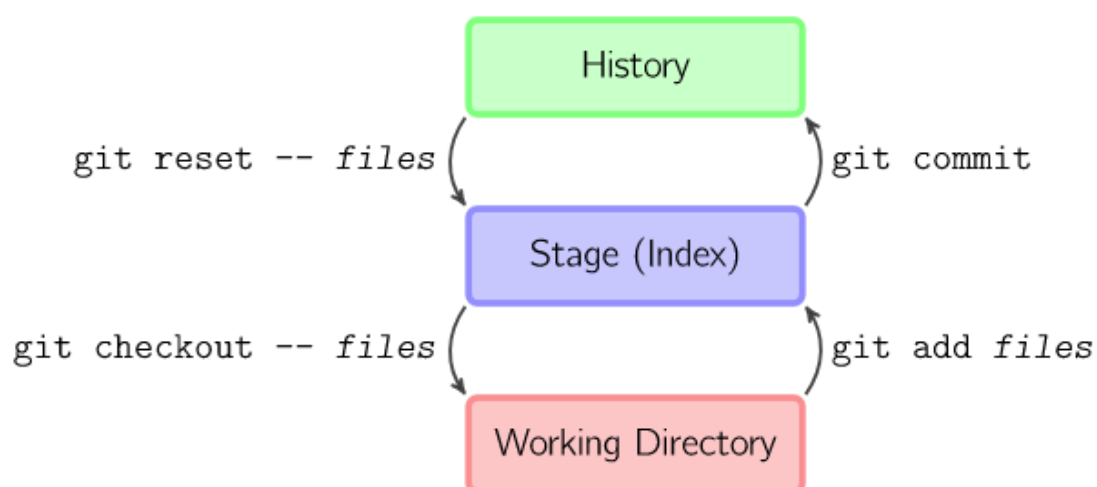 History
git reset -- files
git commit
Stage (Index)
git checkout -- files
git add files
Working Directory